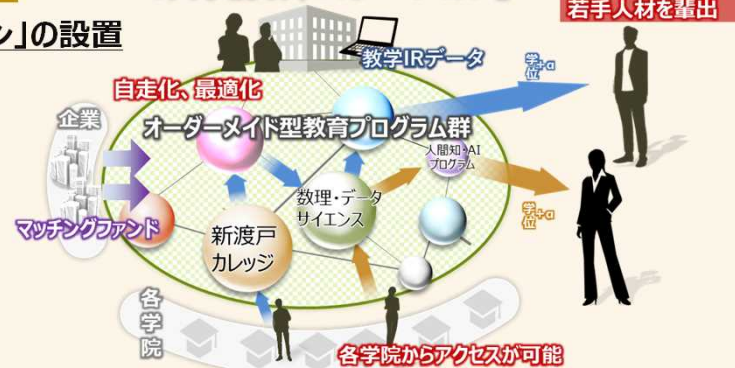 若手人材を輩出
ン」の設置
教学IRデータ
学位+α
自走化、最適化
企業
オーダーメイド型教育プログラム群
人間知・AI
プログラム
数理・データ
サイエンス
マッチングファンド
新渡戸
カレッジ
学位+α
各学院
各学院からアクセスが可能